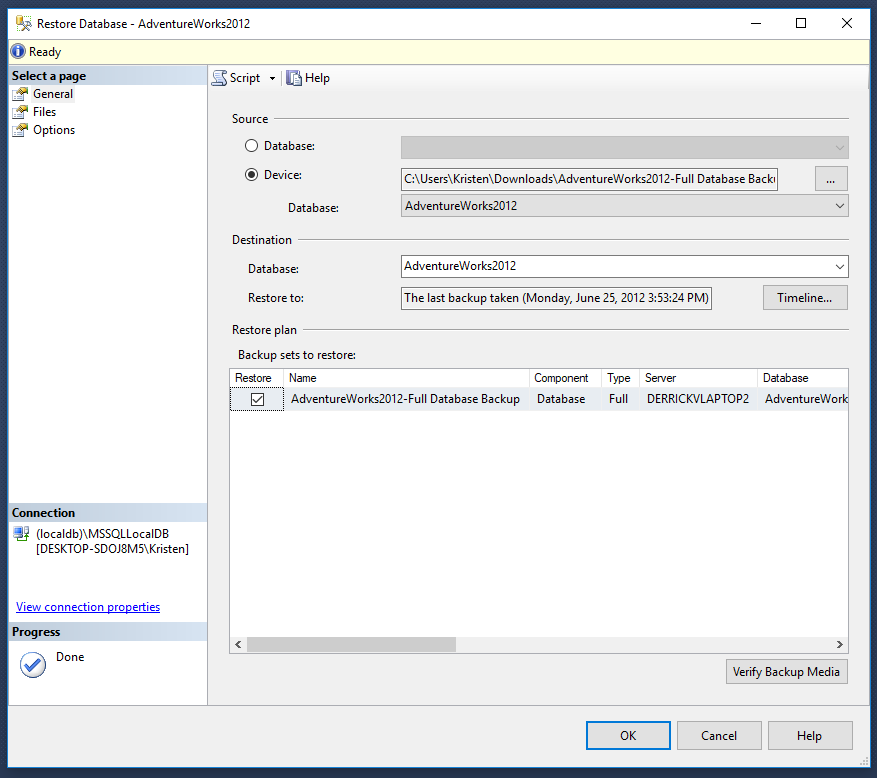 Restore Database - AdventureWorks2012
Ready
Select a page
General
Files
Options
Script
Help
Source
Database:
Device:
C:\Users\Kristen\Downloads\AdventureWorks2012-Full Database Backu
...
Database:
AdventureWorks2012
Destination
Database:
AdventureWorks2012
Restore to:
The last backup taken (Monday, June 25, 2012 3:53:24 PM)
Timeline...
Restore plan
Backup sets to restore:
Restore Name Component Type Server Database
AdventureWorks2012-Full Database Backup Database Full DERRICKVLAPTOP2 AdventureWork
Connection
(localdb)\MSSQLLocalDB
[DESKTOP-SDOJ8M5\Kristen]
View connection properties
Progress
Done
Verify Backup Media
OK
Cancel
Help